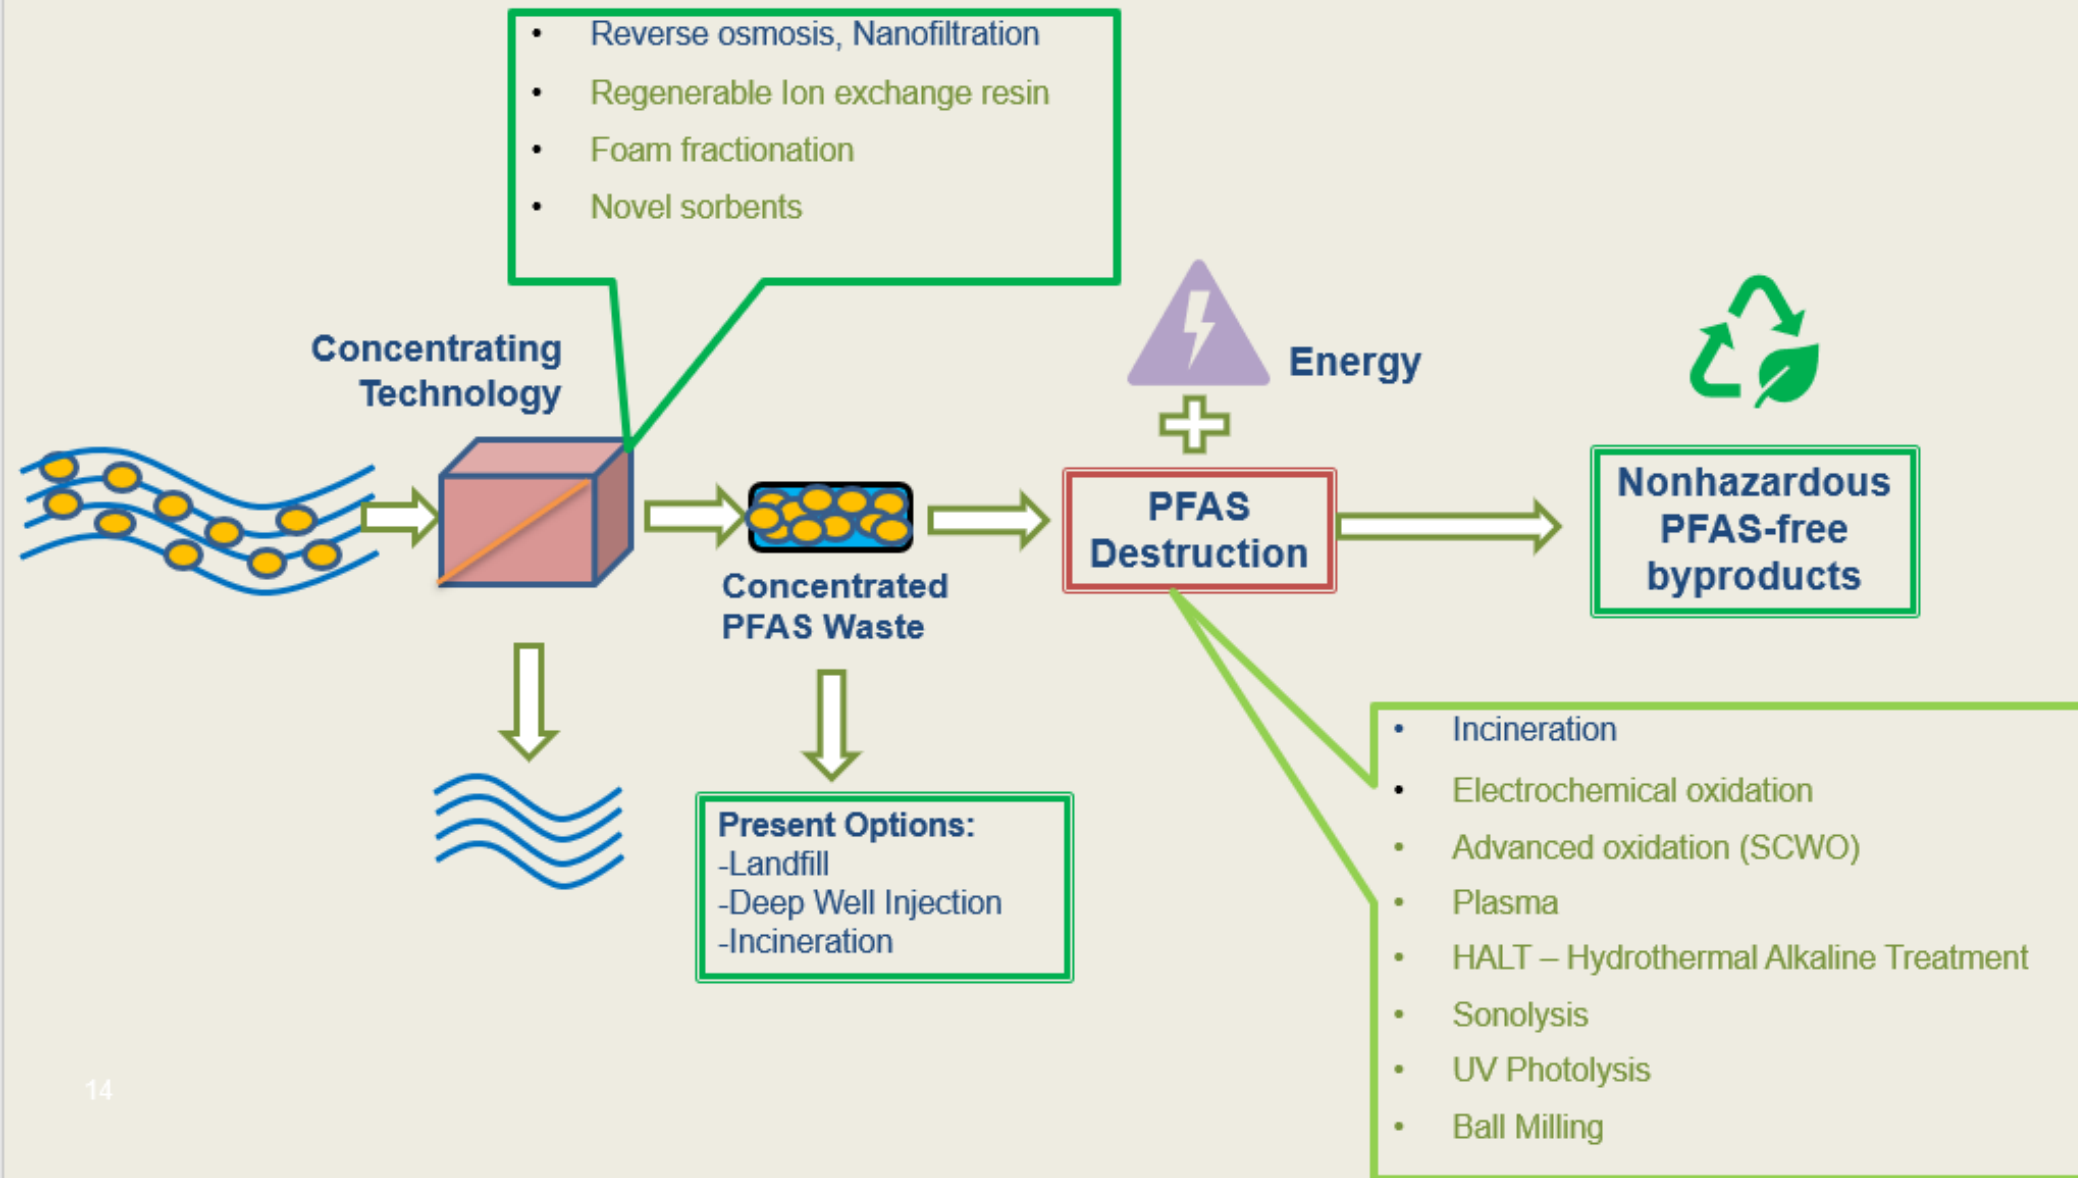 • Reverse osmosis, Nanofiltration
• Regenerable Ion exchange resin
• Foam fractionation
• Novel sorbents
Concentrating
Technology
Energy
PFAS
Destruction
Nonhazardous
PFAS-free
byproducts
Concentrated
PFAS Waste
Present Options:
-Landfill
-Deep Well Injection
-Incineration
• Incineration
• Electrochemical oxidation
• Advanced oxidation (SCWO)
• Plasma
• HALT – Hydrothermal Alkaline Treatment
• Sonolysis
• UV Photolysis
• Ball Milling
14